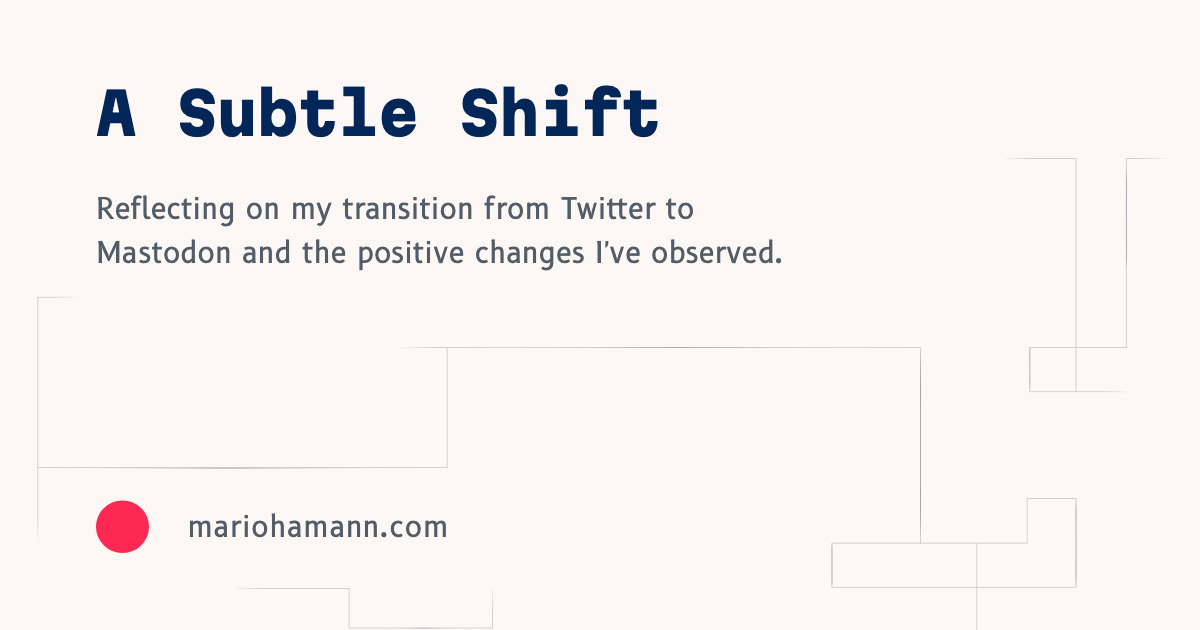 A Subtle Shift
Reflecting on my transition from Twitter to
Mastodon and the positive changes I've observed.
mariohamann.com